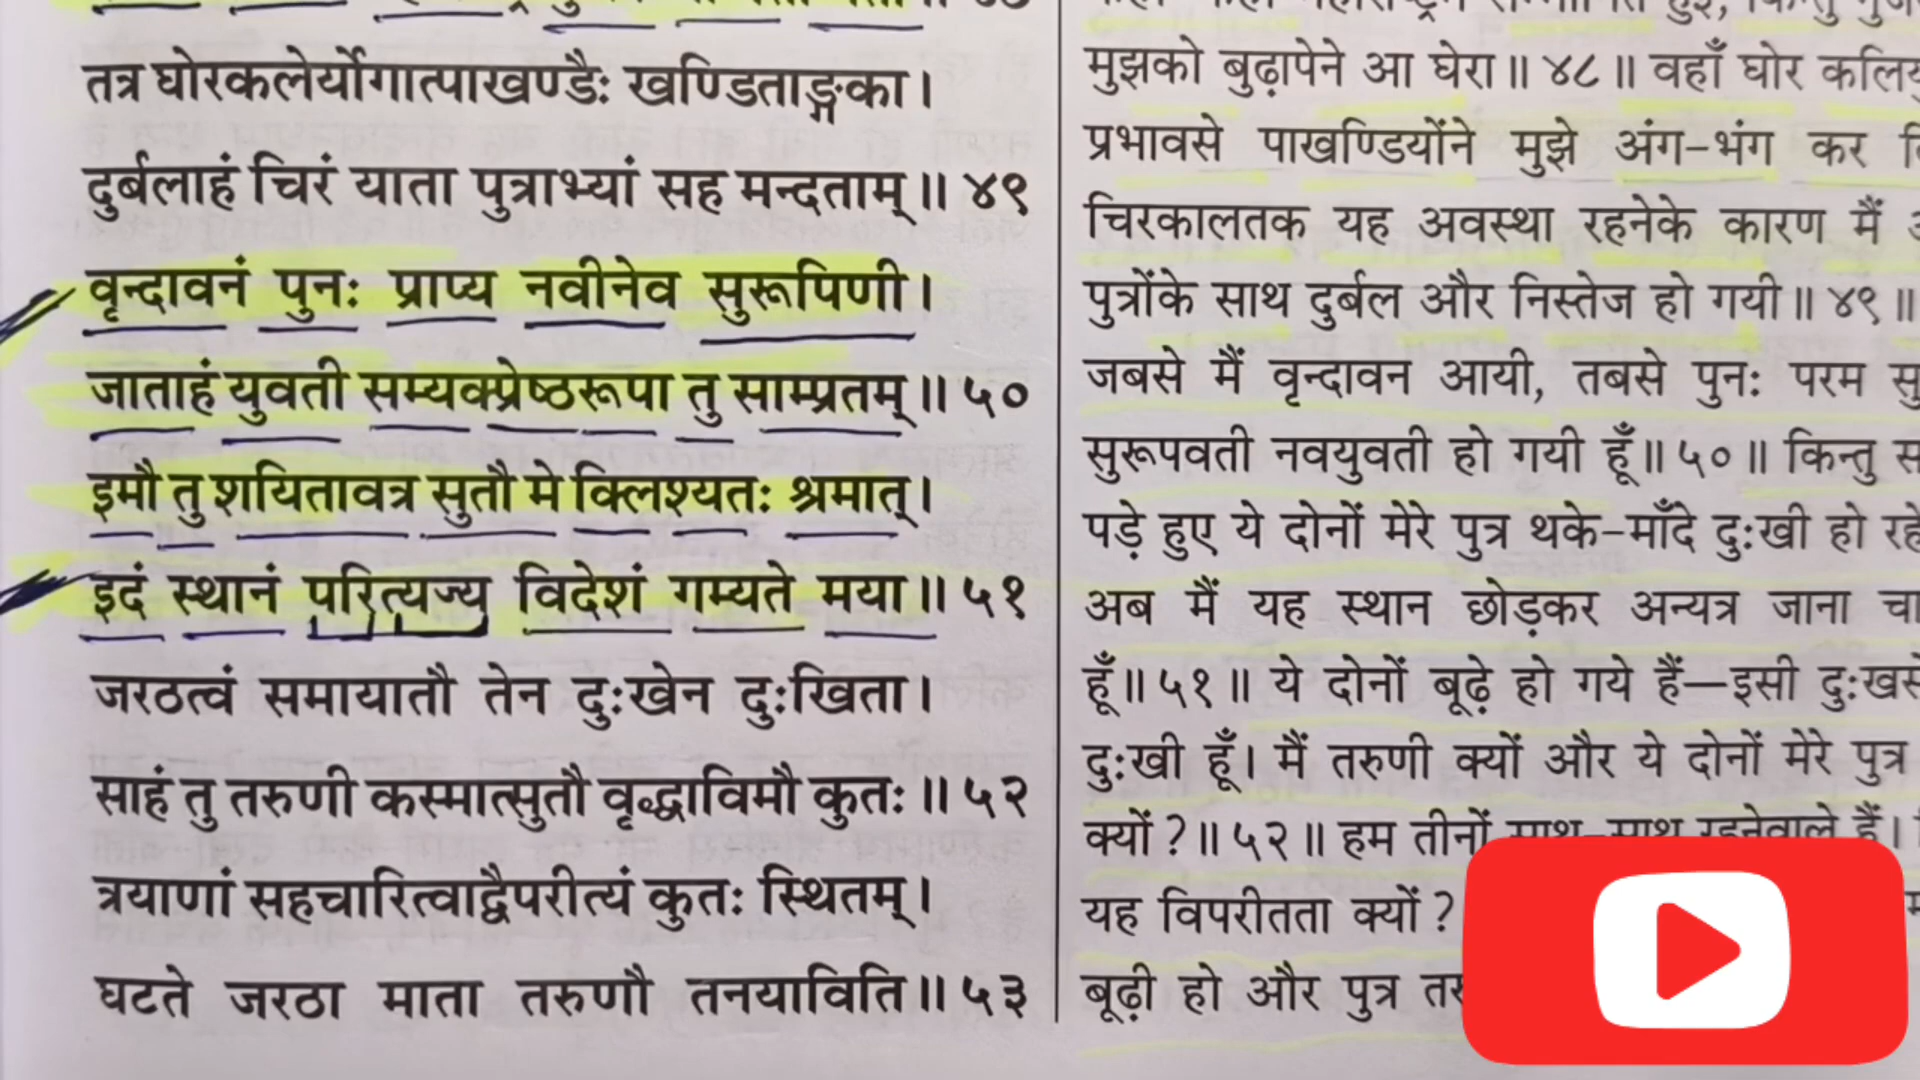 तत्र घोरकलेर्योगात्पाखण्डैः खण्डिताङ्गका।
दुर्बलाहं चिरं याता पुत्राभ्यां सह मन्दताम्॥ ४९
वृन्दावनं पुनः प्राप्य नवीनेव सुरूपिणी।
जाताहं युवती सम्यक्प्रेष्ठरूपा तु साम्प्रतम्॥ ५०
इमौ तु शयितावत्र सुतौ मे क्लिश्यतः श्रमात्।
इदं स्थानं परित्यज्य विदेशं गम्यते मया॥ ५१
जरठत्वं समायातौ तेन दुःखेन दुःखिता।
साहं तु तरुणी कस्मात्सुतौ वृद्धाविमौ कुतः॥ ५२
त्रयाणां सहचारित्वाद्वैपरीत्यं कुतः स्थितम्।
घटते जरठा माता तरुणौ तनयाविति॥ ५३
मुझको बुढ़ापेने आ घेरा॥ ४८॥ वहाँ घोर
प्रभावसे पाखण्डियोंने मुझे अंग-भंग कर
चिरकालतक यह अवस्था रहनेके कारण मैं
पुत्रोंके साथ दुर्बल और निस्तेज हो गयी॥ ४९॥
जबसे मैं वृन्दावन आयी, तबसे पुनः परम
सुरूपवती नवयुवती हो गयी हूँ॥ ५०॥ किन्तु
पड़े हुए ये दोनों मेरे पुत्र थके-माँदे दुःखी हो रहे
अब मैं यह स्थान छोड़कर अन्यत्र जाना
हूँ॥ ५१॥ ये दोनों बूढ़े हो गये हैं—इसी दुःखसे
दुःखी हूँ। मैं तरुणी क्यों और ये दोनों मेरे पुत्र
क्यों?॥ ५२॥ हम तीनों साथ-साथ रहनेवाले हैं।
यह विपरीतता क्यों?
बूढ़ी हो और पुत्र